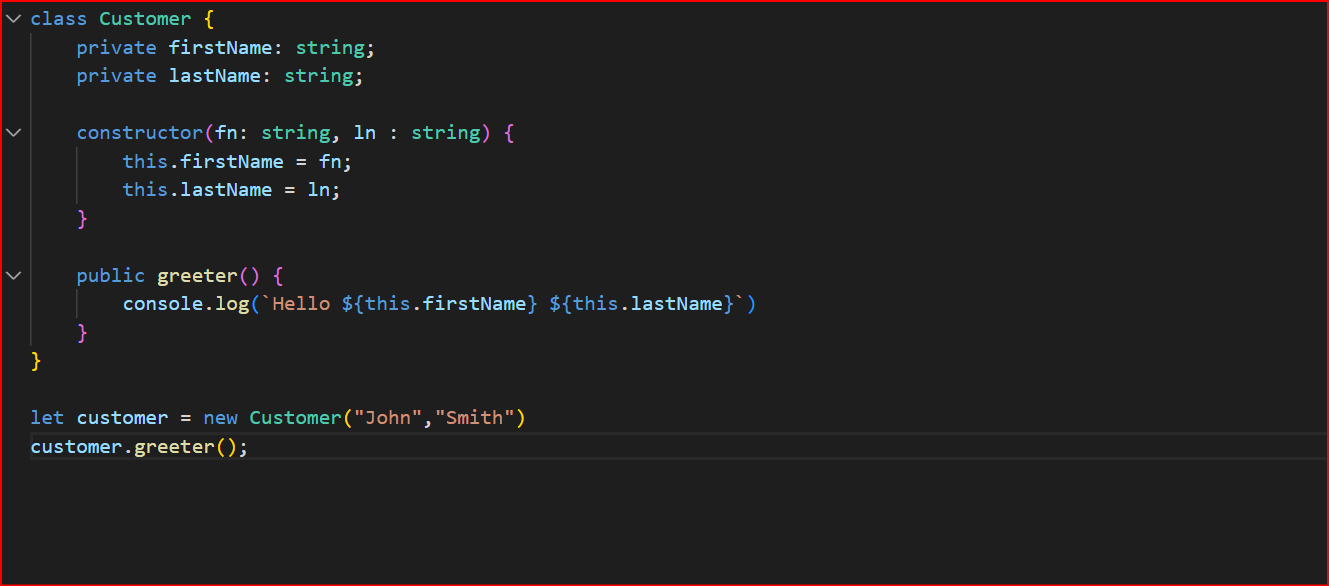 class Customer {
    private firstName: string;
    private lastName: string;

    constructor(fn: string, ln : string) {
        this.firstName = fn;
        this.lastName = ln;
    }

    public greeter() {
        console.log(`Hello ${this.firstName} ${this.lastName}`)
    }
}

let customer = new Customer("John","Smith")
customer.greeter();